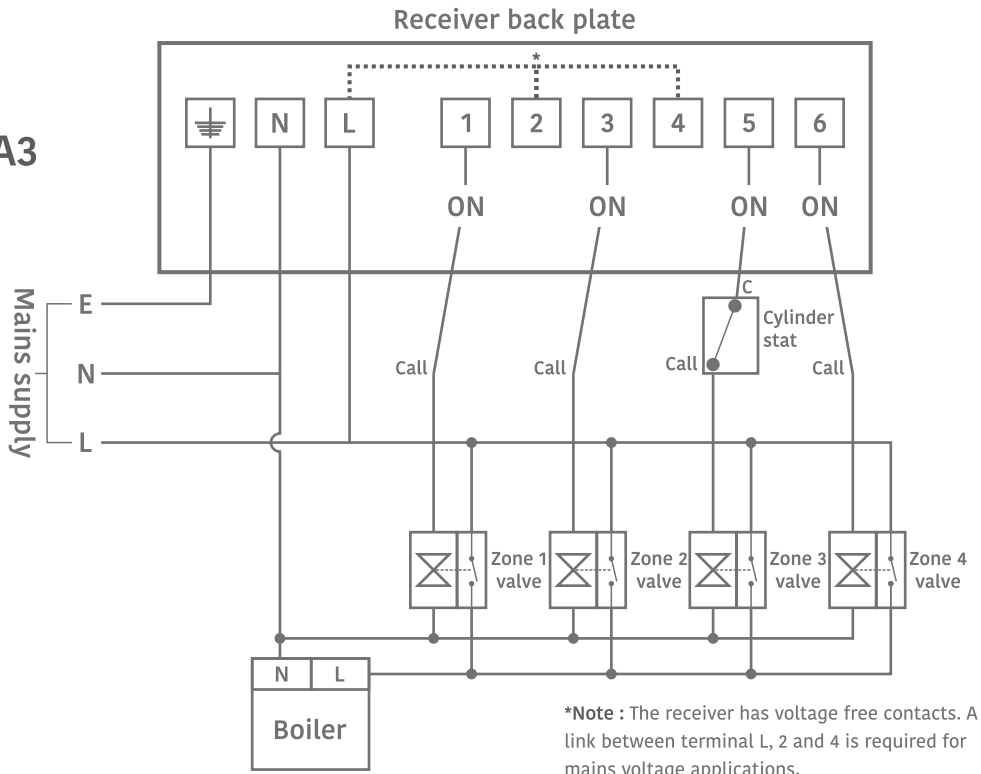 Receiver back plate
*
N L 1 2 3 4 5 6
A3
ON ON ON ON
C
Cylinder
stat
Mains supply
E
N
L
Call Call Call Call
Zone 1
valve
Zone 2
valve
Zone 3
valve
Zone 4
valve
N L
Boiler
*Note : The receiver has voltage free contacts. A
link between terminal L, 2 and 4 is required for
mains voltage applications.